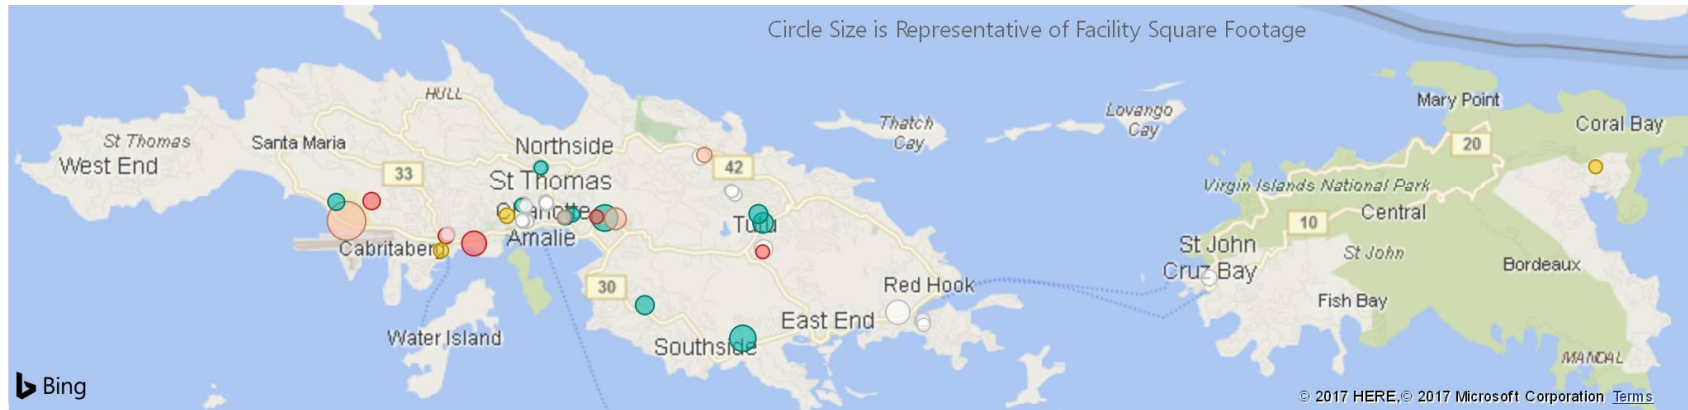 Circle Size is Representative of Facility Square Footage
HULL
Mary Point
Lovango
Cay
Thatch
Cay
Coral Bay
St Thomas
West End
Santa Maria
Northside
20
42
33
St Thomas
Virgin Islands National Park
Charlotte
Amalie
Tutu
10
Central
Cabritaberg
St John
Cruz Bay
St John
Bordeaux
30
Red Hook
Fish Bay
East End
Water Island
Southside
MANDAL
Bing
© 2017 HERE,© 2017 Microsoft Corporation Terms